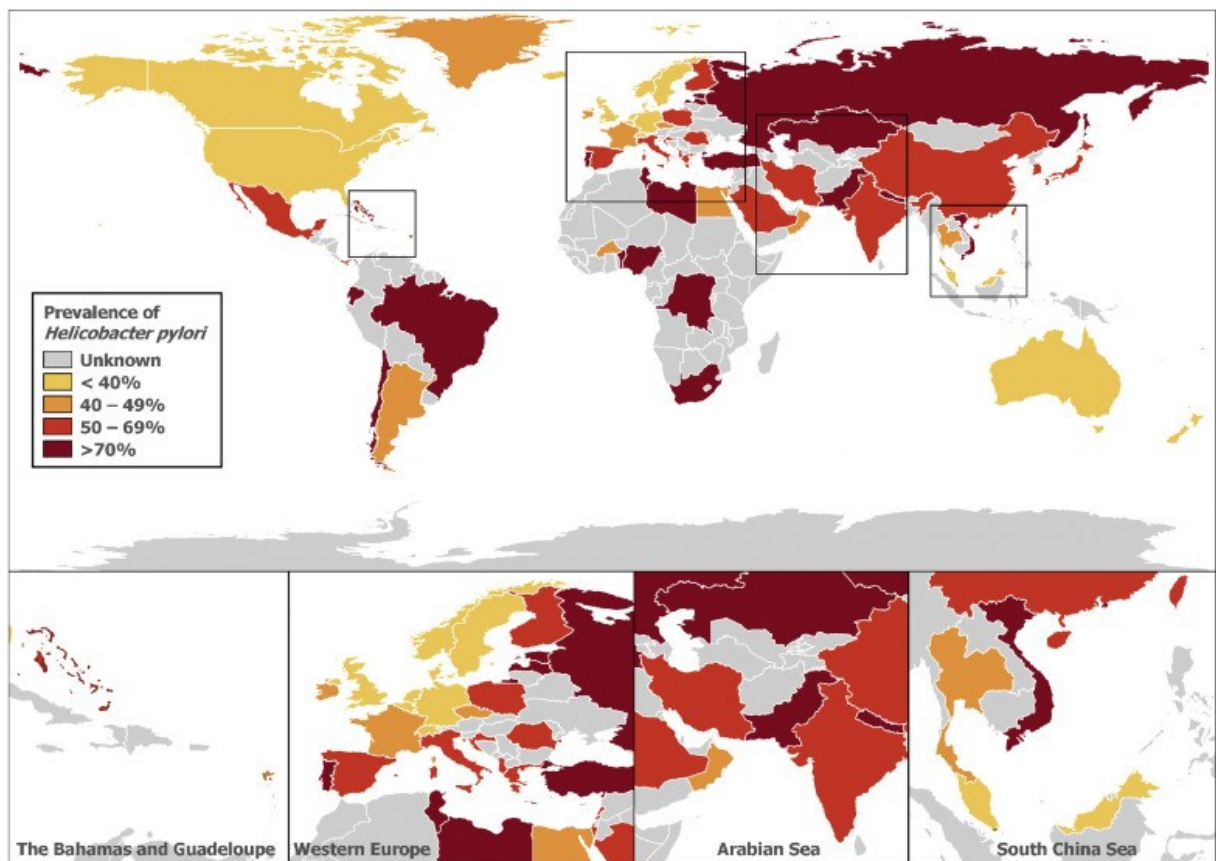 Prevalence of
Helicobacter pylori
Unknown
< 40%
40 – 49%
50 – 69%
>70%
The Bahamas and Guadeloupe
Western Europe
Arabian Sea
South China Sea